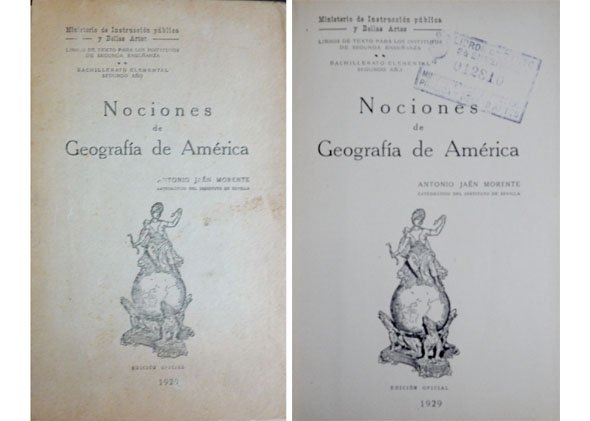 Ministerio de Instrucción pública
y Bellas Artes
LIBROS DE TEXTO PARA LOS INSTITUTOS
DE SEGUNDA ENSEÑANZA
BACHILLERATO ELEMENTAL
SEGUNDO AÑO
Nociones
de
Geografía de América
ANTONIO JAÉN MORENTE
CATEDRÁTICO DEL INSTITUTO DE SEVILLA
EDICIÓN OFICIAL
1929
Ministerio de Instrucción pública
y Bellas Artes
LIBROS DE TEXTO PARA LOS INSTITUTOS
DE SEGUNDA ENSEÑANZA
BACHILLERATO ELEMENTAL
SEGUNDO AÑO
012810
Nociones
de
Geografía de América
ANTONIO JAÉN MORENTE
CATEDRÁTICO DEL INSTITUTO DE SEVILLA
EDICIÓN OFICIAL
1929